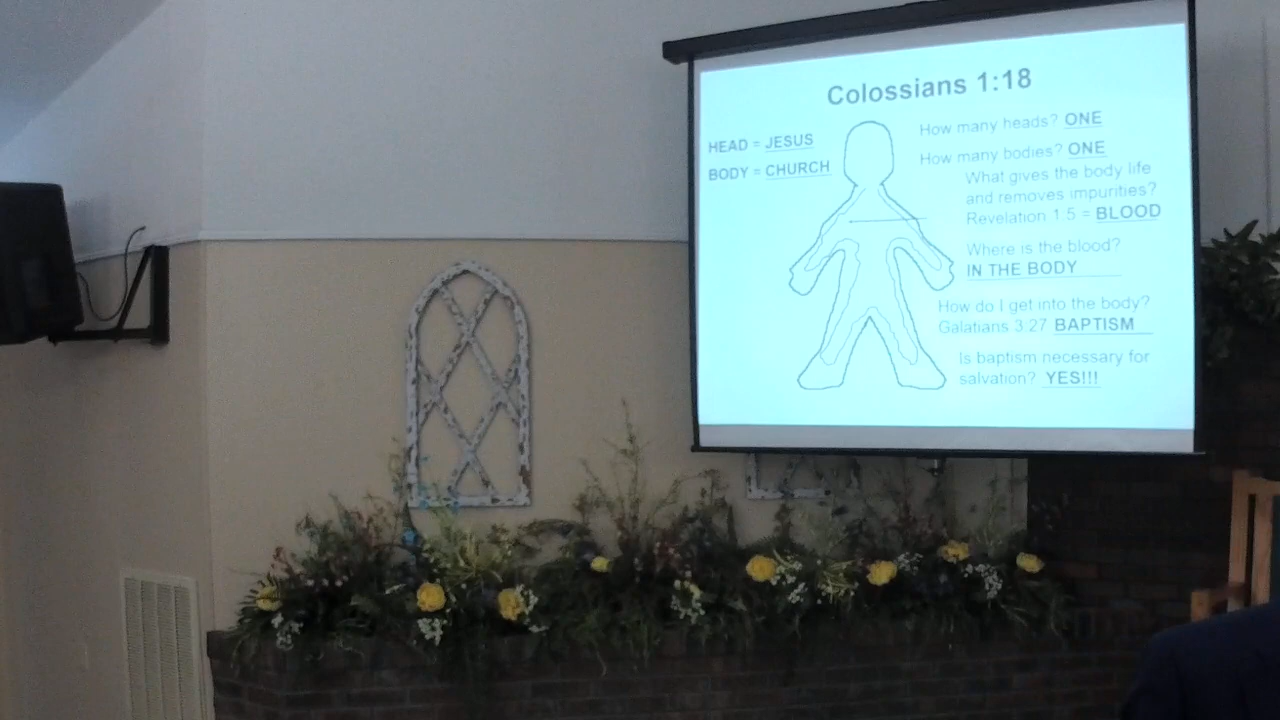 Colossians 1:18
HEAD = JESUS
BODY = CHURCH
How many heads? ONE
How many bodies? ONE
What gives the body life
and removes impurities?
Revelation 1:5 = BLOOD
Where is the blood?
IN THE BODY
How do I get into the body?
Galatians 3:27 BAPTISM
Is baptism necessary for
salvation? YES!!!